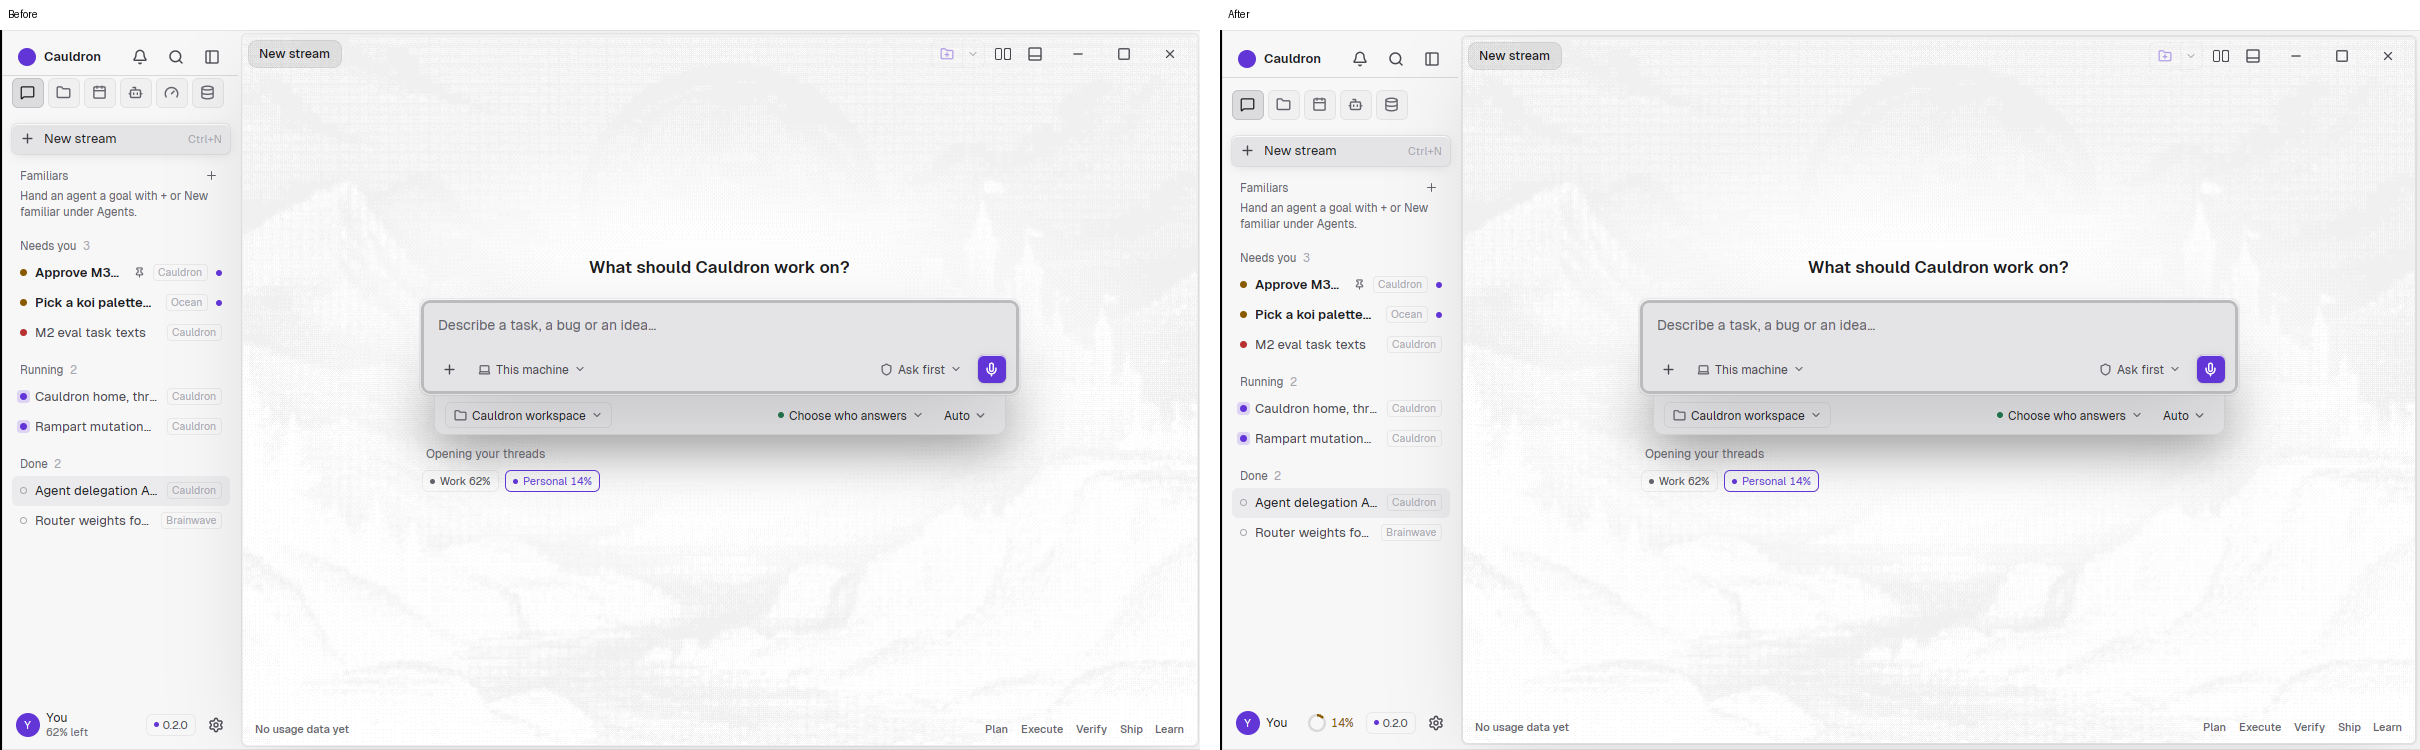 Before
Cauldron
New stream
New stream Ctrl+N
Familiars
Hand an agent a goal with + or New
familiar under Agents.
Needs you 3
Approve M3... Cauldron
Pick a koi palette... Ocean
M2 eval task texts Cauldron
Running 2
Cauldron home, thr... Cauldron
Rampart mutation... Cauldron
Done 2
Agent delegation A... Cauldron
Router weights fo... Brainwave
Y You
62% left
0.2.0
What should Cauldron work on?
Describe a task, a bug or an idea...
This machine Ask first
Cauldron workspace Choose who answers Auto
Opening your threads
Work 62% Personal 14%
No usage data yet Plan Execute Verify Ship Learn
After
Cauldron
New stream
New stream Ctrl+N
Familiars
Hand an agent a goal with + or New
familiar under Agents.
Needs you 3
Approve M3... Cauldron
Pick a koi palette... Ocean
M2 eval task texts Cauldron
Running 2
Cauldron home, thr... Cauldron
Rampart mutation... Cauldron
Done 2
Agent delegation A... Cauldron
Router weights fo... Brainwave
Y You 14% 0.2.0
What should Cauldron work on?
Describe a task, a bug or an idea...
This machine Ask first
Cauldron workspace Choose who answers Auto
Opening your threads
Work 62% Personal 14%
No usage data yet Plan Execute Verify Ship Learn